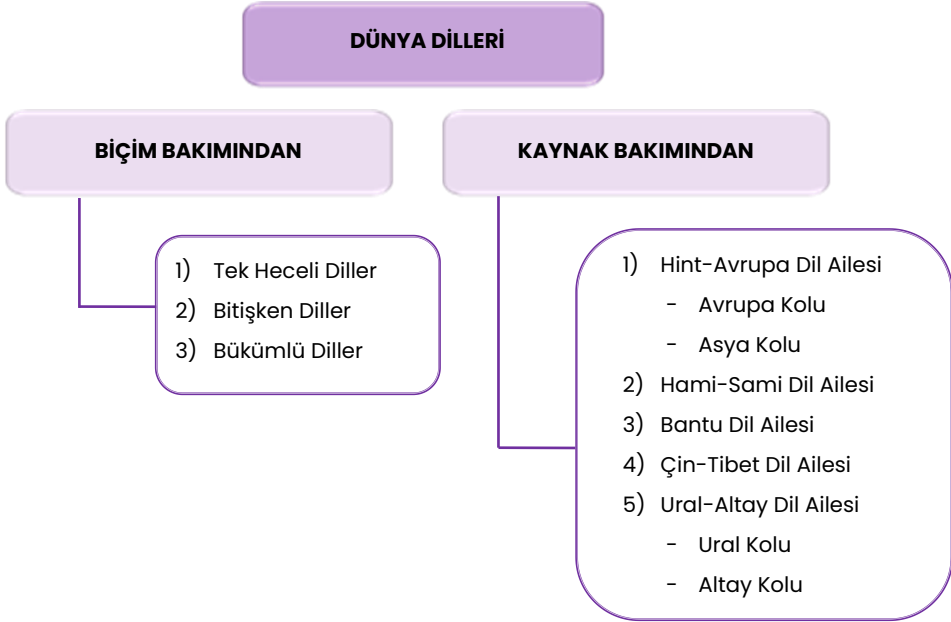 DÜNYA DİLLERİ
BİÇİM BAKIMINDAN
1) Tek Heceli Diller
2) Bitişken Diller
3) Bükümlü Diller
KAYNAK BAKIMINDAN
1) Hint-Avrupa Dil Ailesi
- Avrupa Kolu
- Asya Kolu
2) Hami-Sami Dil Ailesi
3) Bantu Dil Ailesi
4) Çin-Tibet Dil Ailesi
5) Ural-Altay Dil Ailesi
- Ural Kolu
- Altay Kolu